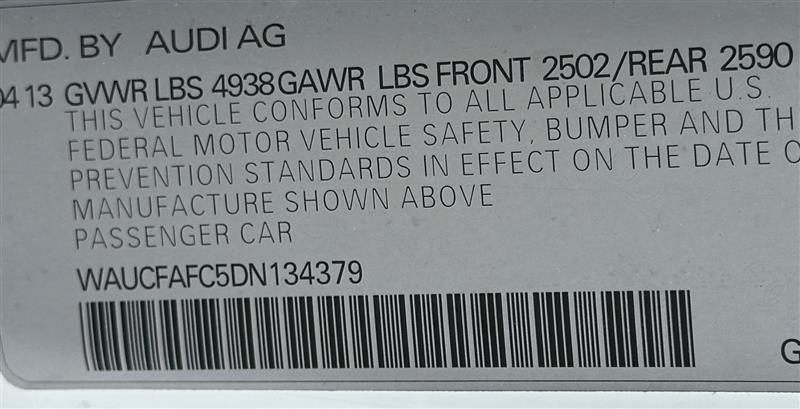 MFD. BY AUDI AG
04 13 GVWR LBS 4938 GAWR LBS FRONT 2502/REAR 2590
THIS VEHICLE CONFORMS TO ALL APPLICABLE U.S.
FEDERAL MOTOR VEHICLE SAFETY, BUMPER AND TH
PREVENTION STANDARDS IN EFFECT ON THE DATE O
MANUFACTURE SHOWN ABOVE
PASSENGER CAR
WAUCFAFC5DN134379
G